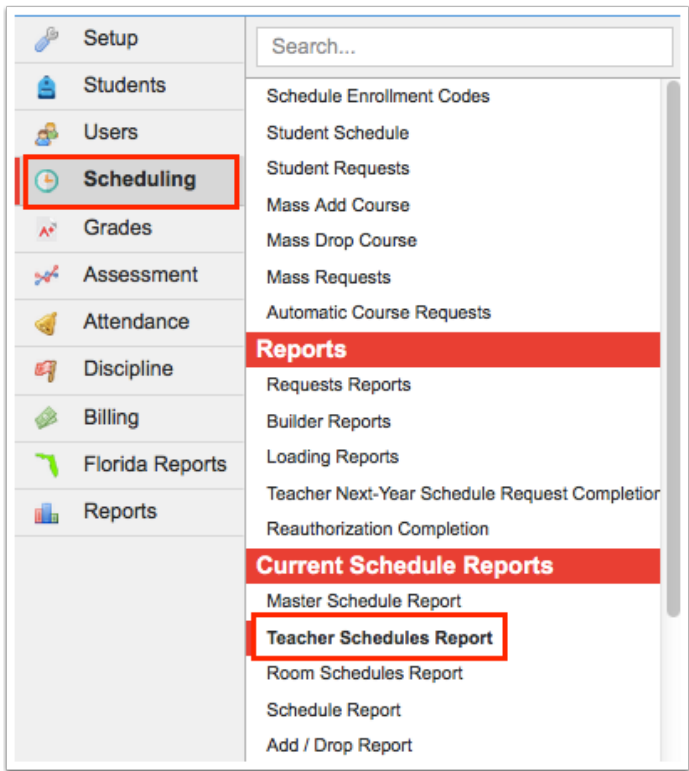 Setup
Students
Users
Scheduling
Grades
Assessment
Attendance
Discipline
Billing
Florida Reports
Reports
Search...
Schedule Enrollment Codes
Student Schedule
Student Requests
Mass Add Course
Mass Drop Course
Mass Requests
Automatic Course Requests
Reports
Requests Reports
Builder Reports
Loading Reports
Teacher Next-Year Schedule Request Completion
Reauthorization Completion
Current Schedule Reports
Master Schedule Report
Teacher Schedules Report
Room Schedules Report
Schedule Report
Add / Drop Report